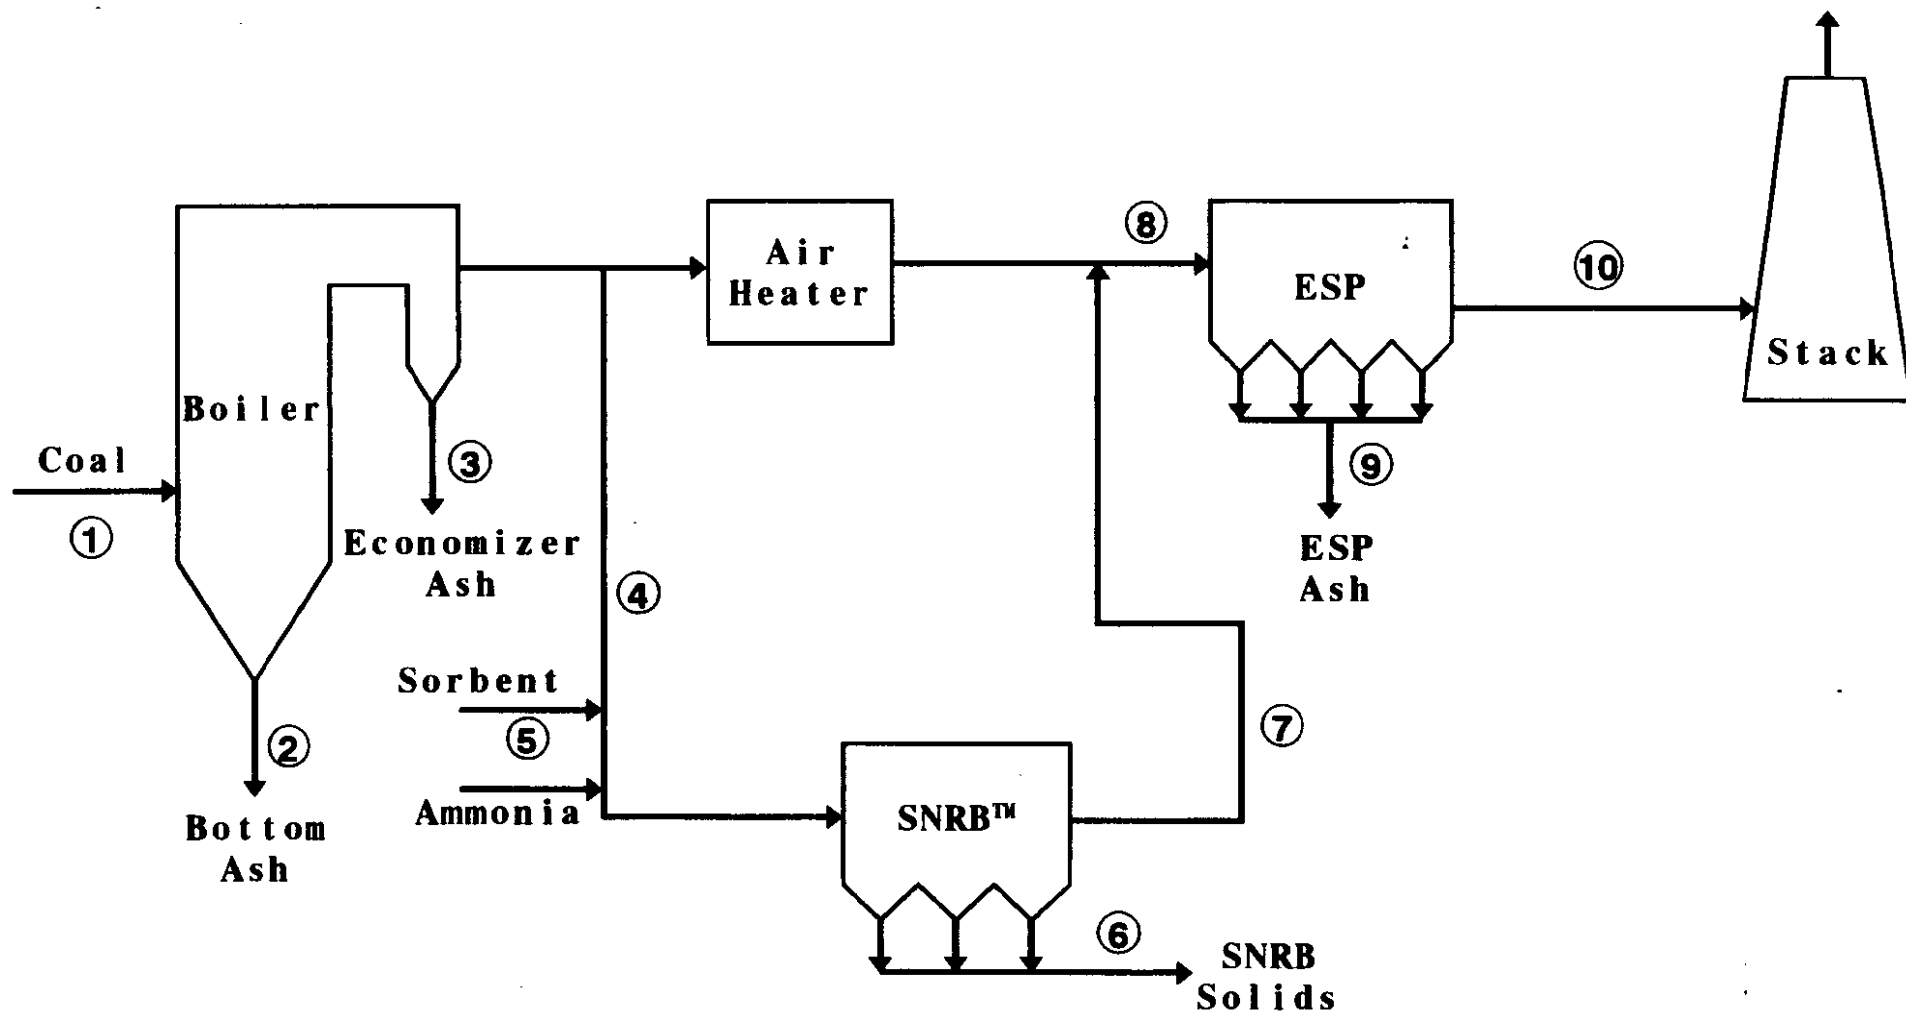 Coal
1
Boiler
2
Bottom
Ash
3
Economizer
Ash
4
Sorbent
5
Ammonia
Air
Heater
SNRB™
6
SNRB
Solids
7
8
ESP
9
ESP
Ash
10
Stack